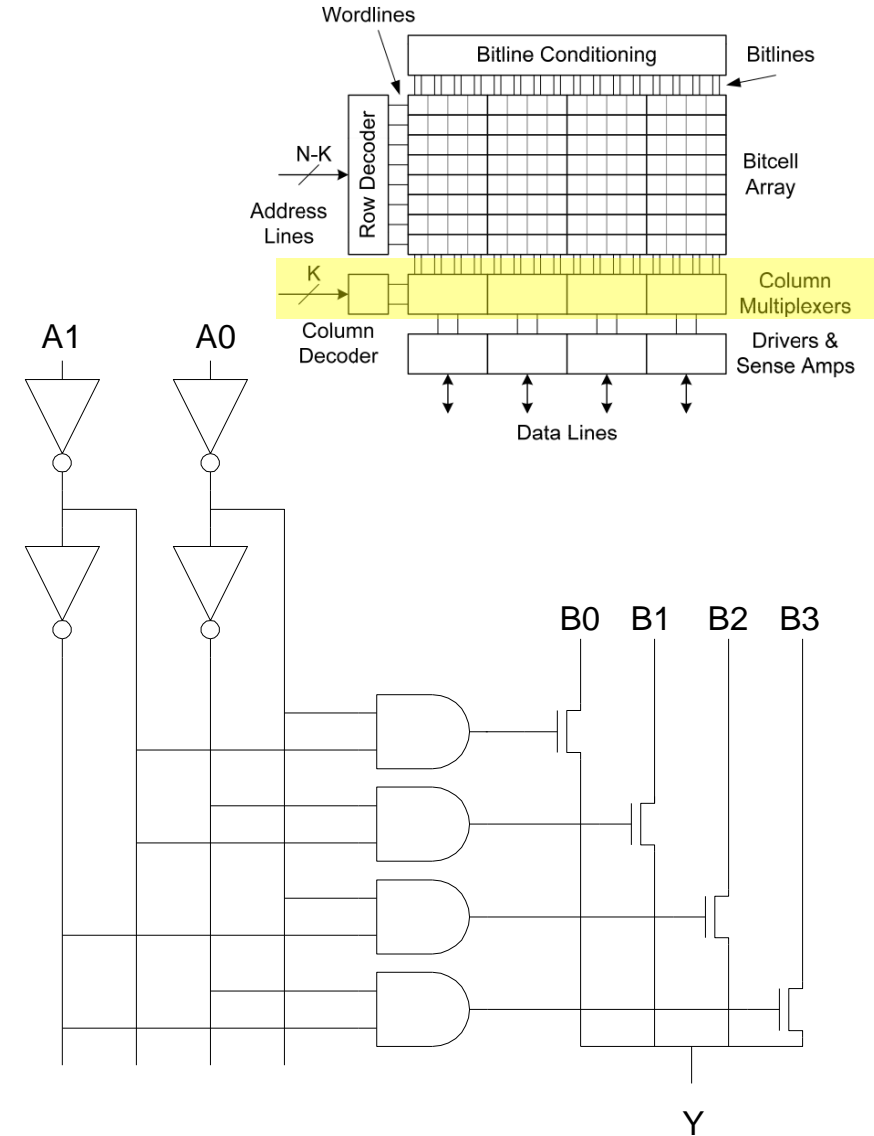 Wordlines
Bitline Conditioning
Bitlines
Row Decoder
N-K
Address
Lines
Bitcell
Array
K
Column
Decoder
Column
Multiplexers
Drivers &
Sense Amps
Data Lines
A1 A0
B0 B1 B2 B3
Y